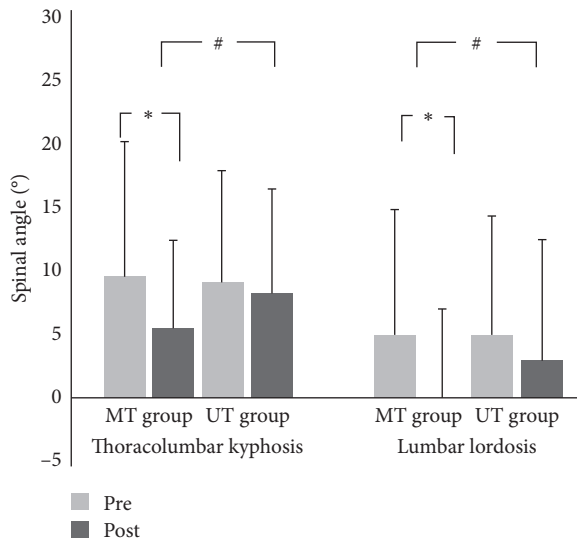 30
25
20
15
10
5
0
–5
Spinal angle (°)
#
#
*
*
MT group
UT group
MT group
UT group
Thoracolumbar kyphosis
Lumbar lordosis
Pre
Post